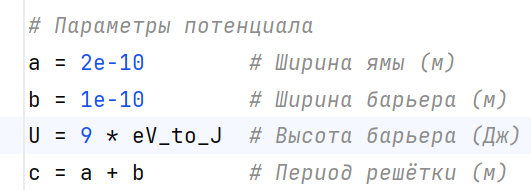 # Параметры потенциала
a = 2e-10 # Ширина ямы (м)
b = 1e-10 # Ширина барьера (м)
U = 9 * eV_to_J # Высота барьера (Дж)
c = a + b # Период решётки (м)